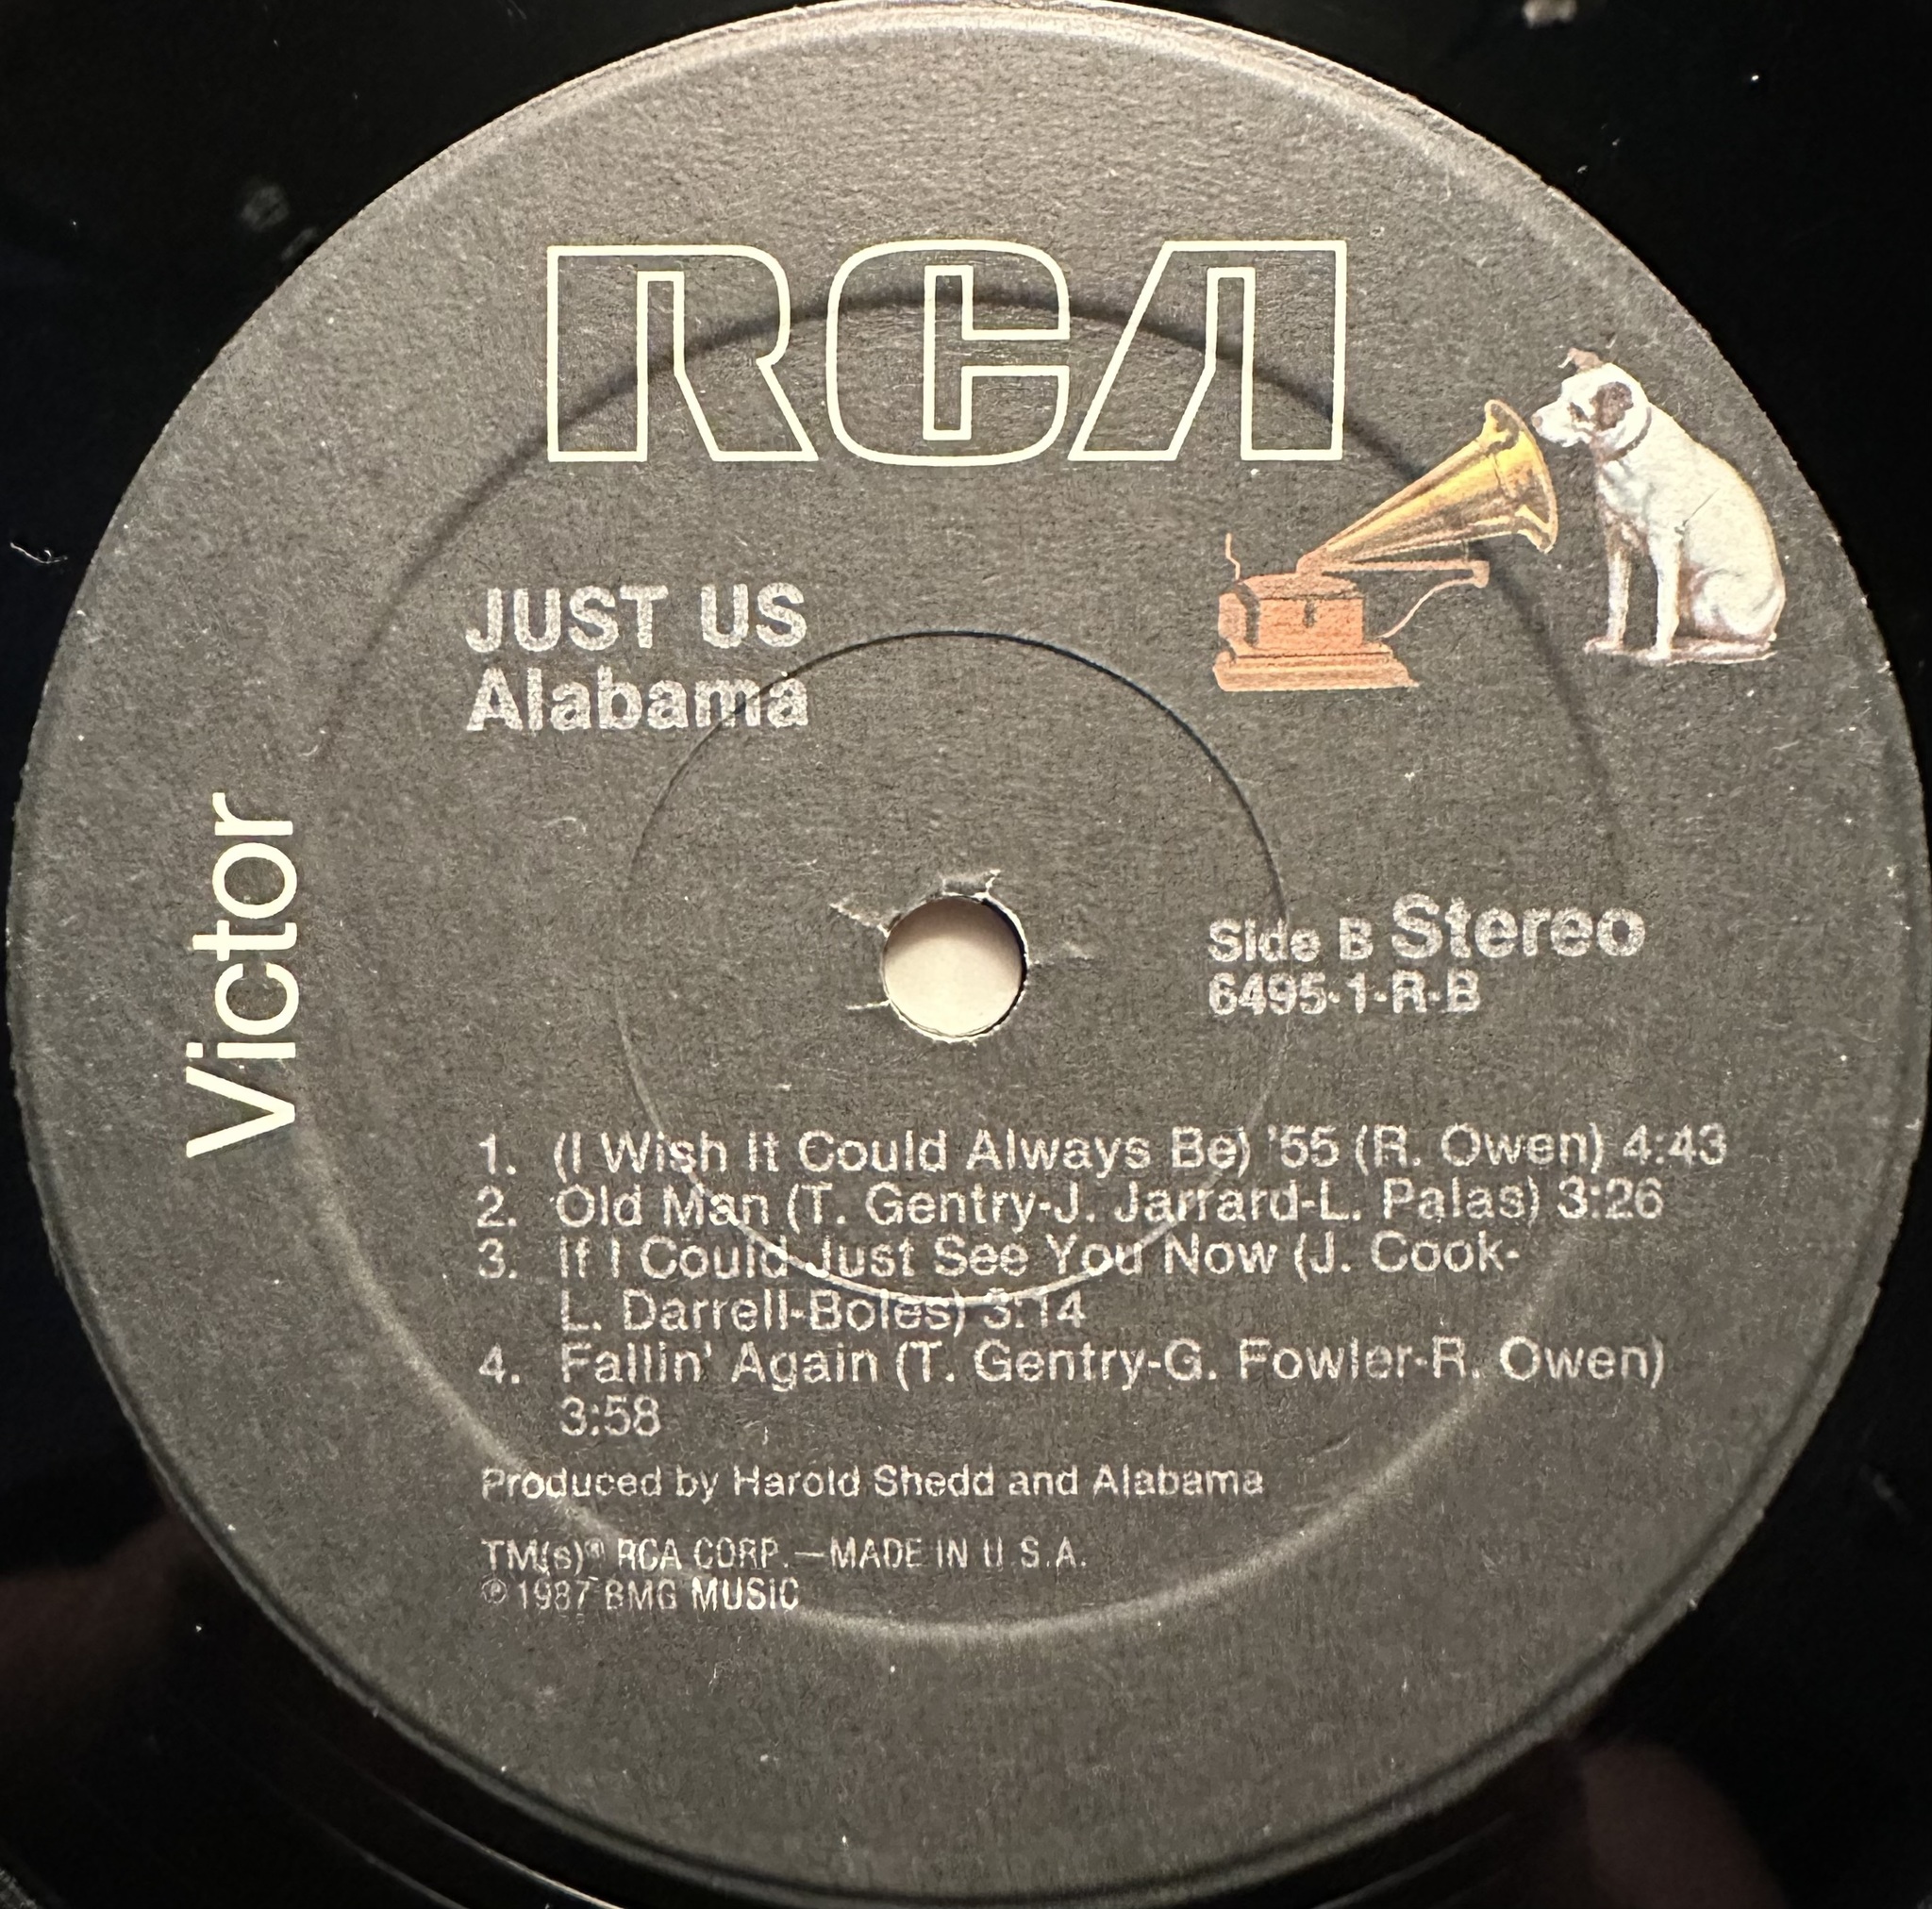 RCA
JUST US
Alabama
Victor
Side B Stereo
6495-1-R-B
1. (I Wish It Could Always Be) '55 (R. Owen) 4:43
2. Old Man (T. Gentry-J. Jarrard-L. Palas) 3:26
3. If I Could Just See You Now (J. Cook-
L. Darrell-Boles) 3:14
4. Fallin' Again (T. Gentry-G. Fowler-R. Owen)
3:58
Produced by Harold Shedd and Alabama
TM(s)® RCA CORP.—MADE IN U.S.A.
℗ 1987 BMG MUSIC